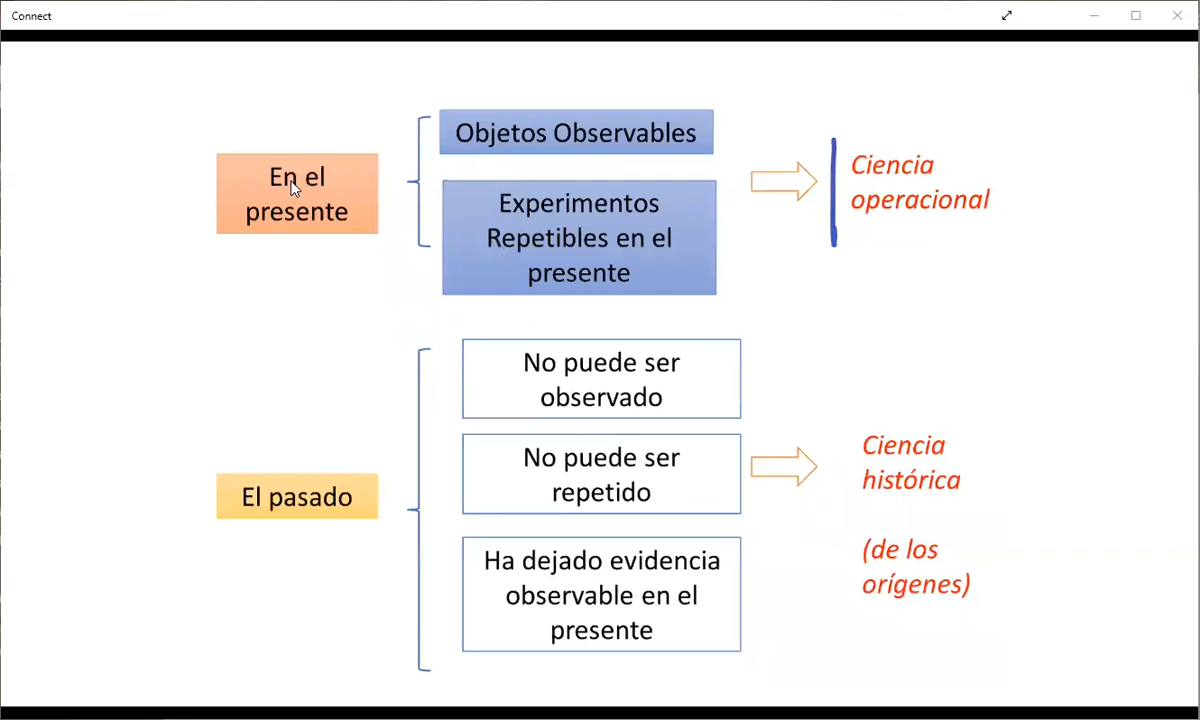 Connect
Objetos Observables
En el
presente
Experimentos
Repetibles en el
presente
Ciencia
operacional
No puede ser
observado
No puede ser
repetido
El pasado
Ha dejado evidencia
observable en el
presente
Ciencia
histórica
(de los
orígenes)